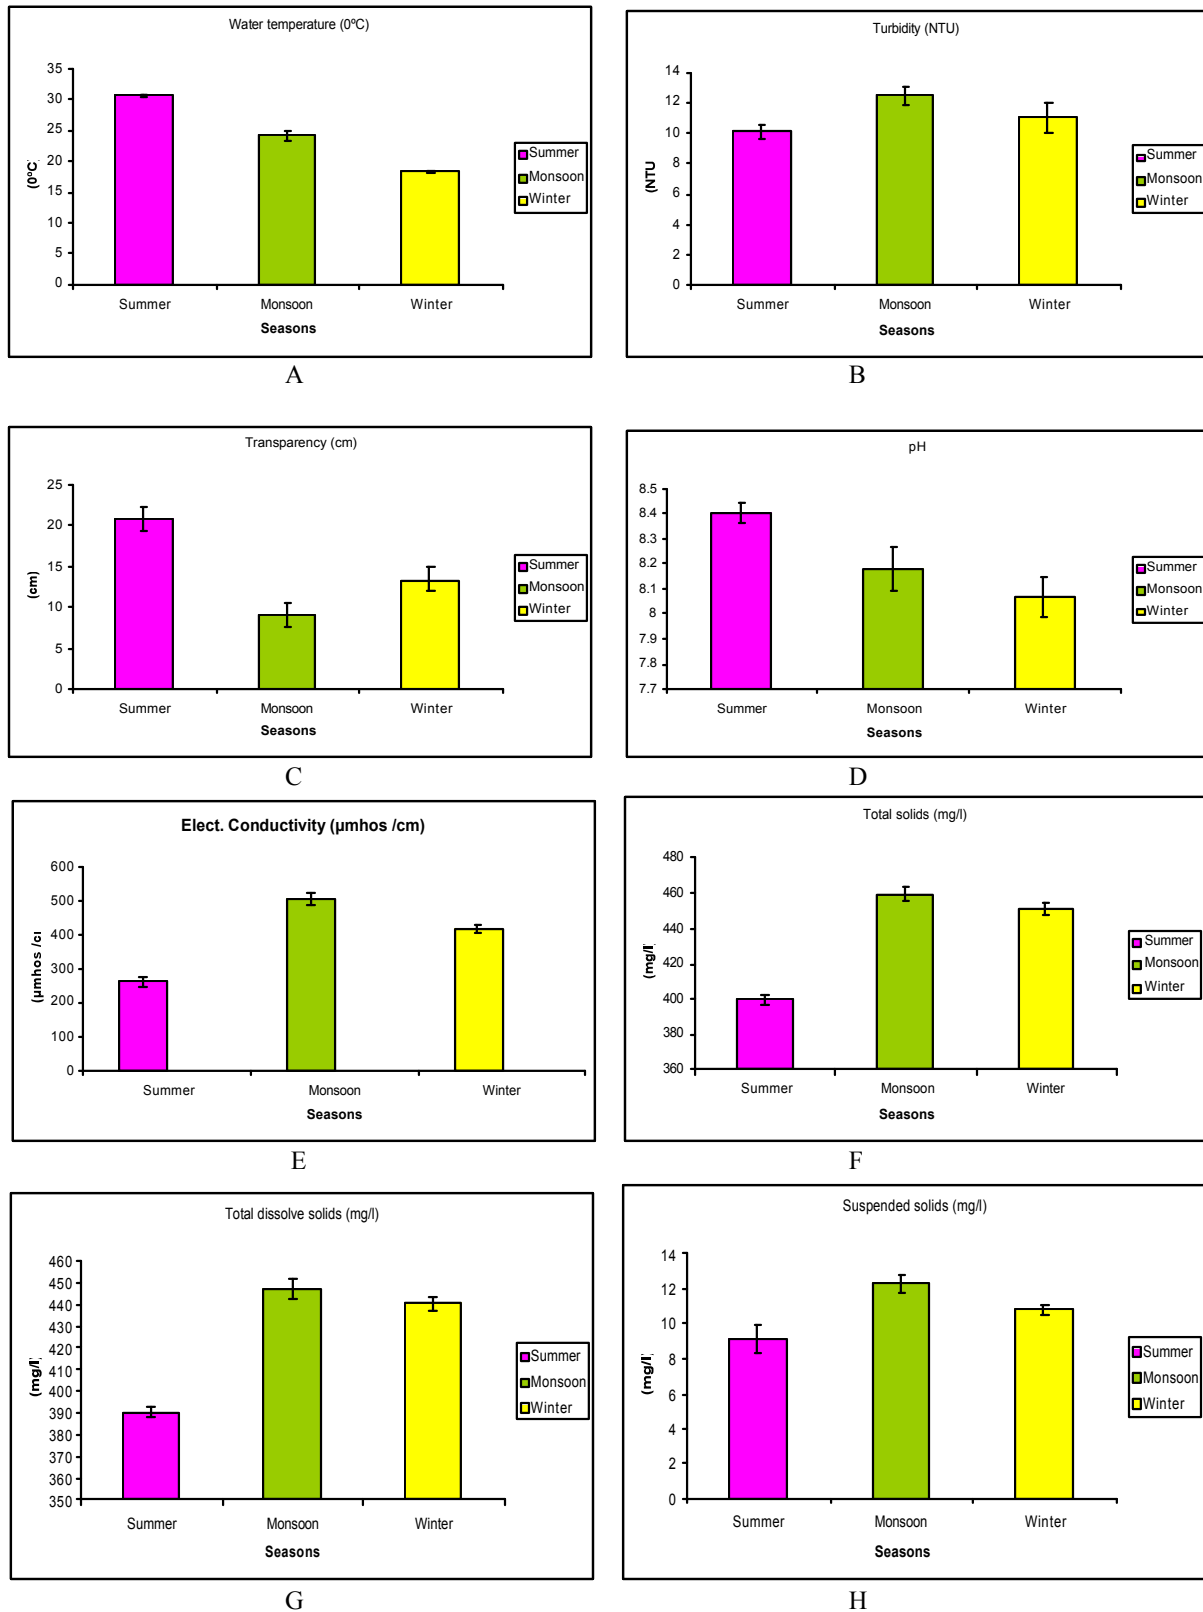 Water temperature (0ºC)
35
30
25
20
15
10
5
0
(0ºC)
Summer
Monsoon
Winter
Seasons
Summer
Monsoon
Winter
A
Turbidity (NTU)
14
12
10
8
6
4
2
0
(NTU
Summer
Monsoon
Winter
Seasons
Summer
Monsoon
Winter
B
Transparency (cm)
25
20
15
10
5
0
(cm)
Summer
Monsoon
Winter
Seasons
Summer
Monsoon
Winter
C
pH
8.5
8.4
8.3
8.2
8.1
8
7.9
7.8
7.7
Summer
Monsoon
Winter
Seasons
Summer
Monsoon
Winter
D
Elect. Conductivity (µmhos /cm)
600
500
400
300
200
100
0
(µmhos /cı
Summer
Monsoon
Winter
Seasons
E
Total solids (mg/l)
480
460
440
420
400
380
360
(mg/l)
Summer
Monsoon
Winter
Seasons
Summer
Monsoon
Winter
F
Total dissolve solids (mg/l)
460
450
440
430
420
410
400
390
380
370
360
350
(mg/l)
Summer
Monsoon
Winter
Seasons
Summer
Monsoon
Winter
G
Suspended solids (mg/l)
14
12
10
8
6
4
2
0
(mg/l)
Summer
Monsoon
Winter
Seasons
Summer
Monsoon
Winter
H